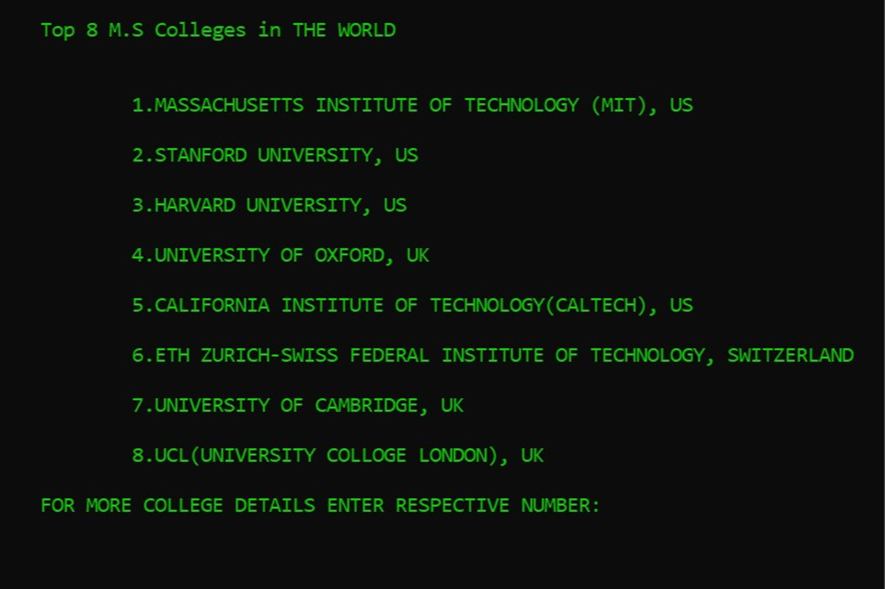 Top 8 M.S Colleges in THE WORLD
1.MASSACHUSETTS INSTITUTE OF TECHNOLOGY (MIT), US
2.STANFORD UNIVERSITY, US
3.HARVARD UNIVERSITY, US
4.UNIVERSITY OF OXFORD, UK
5.CALIFORNIA INSTITUTE OF TECHNOLOGY(CALTECH), US
6.ETH ZURICH-SWISS FEDERAL INSTITUTE OF TECHNOLOGY, SWITZERLAND
7.UNIVERSITY OF CAMBRIDGE, UK
8.UCL(UNIVERSITY COLLOGE LONDON), UK
FOR MORE COLLEGE DETAILS ENTER RESPECTIVE NUMBER: